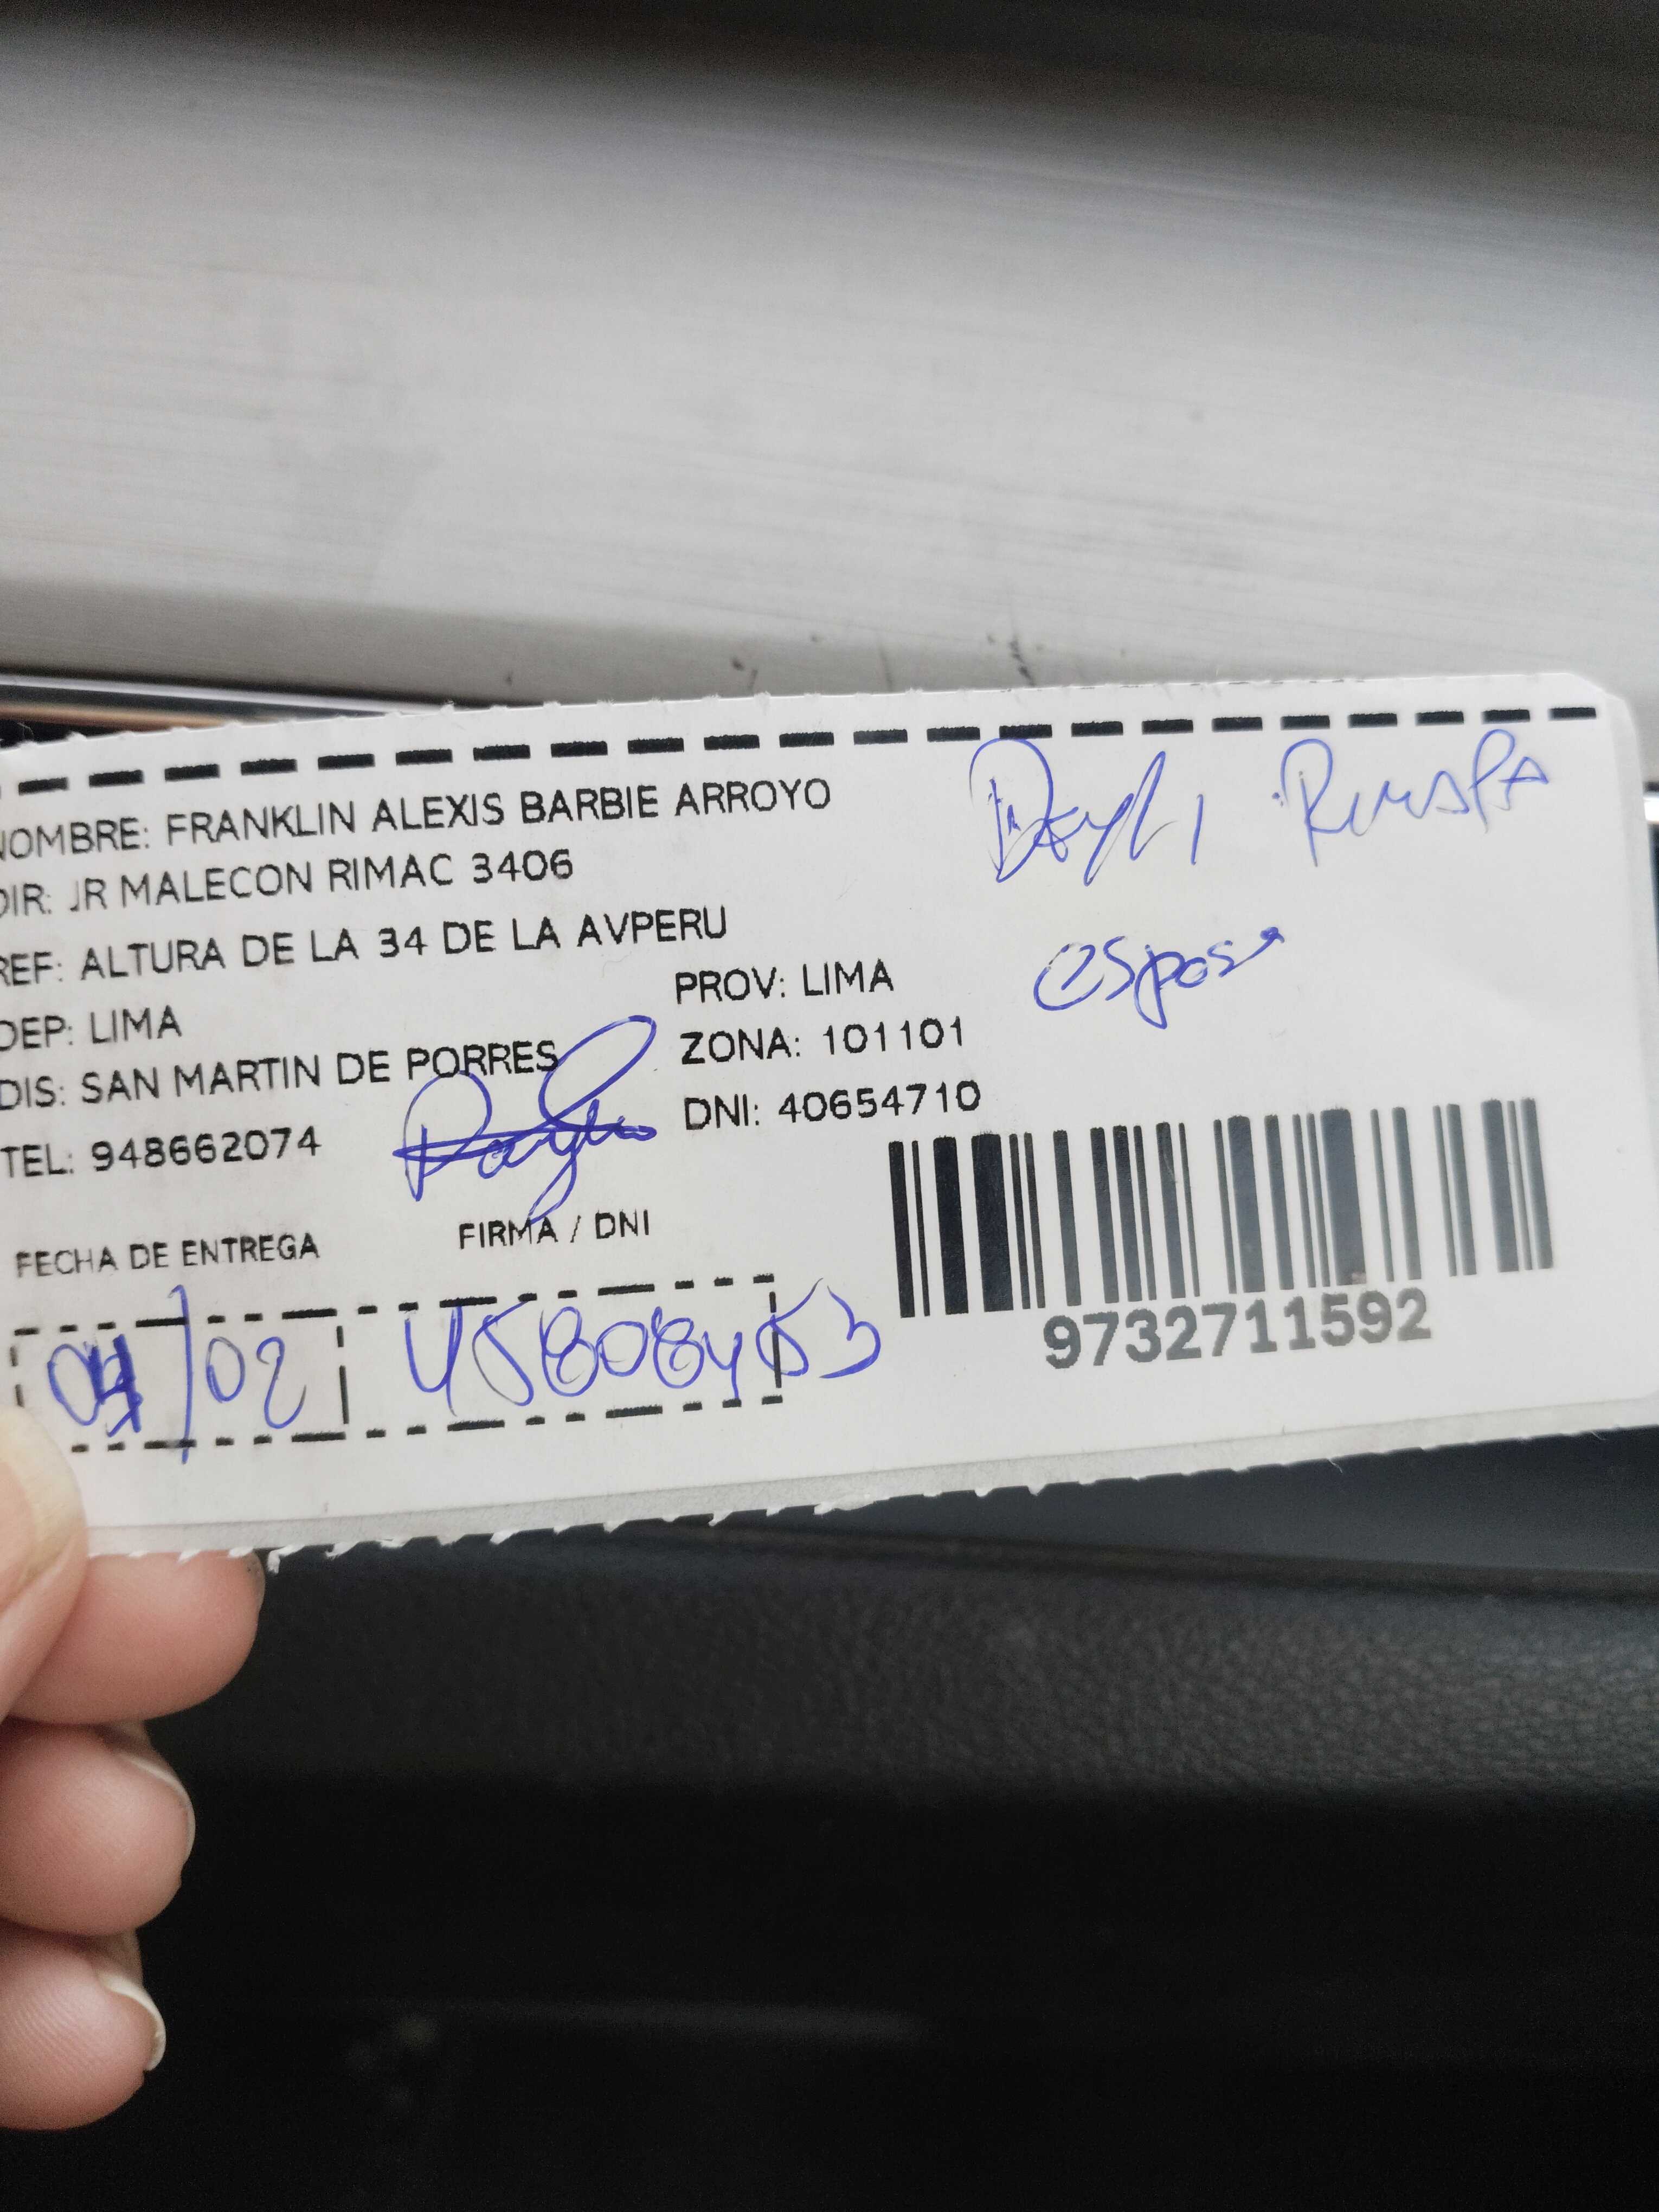 NOMBRE: FRANKLIN ALEXIS BARBIE ARROYO
DIR: JR MALECON RIMAC 3406
REF: ALTURA DE LA 34 DE LA AVPERU
DEP: LIMA PROV: LIMA
DIS: SAN MARTIN DE PORRES ZONA: 101101
TEL: 948662074 DNI: 40654710
FECHA DE ENTREGA FIRMA / DNI
/02 45808453
9732711592
esposa